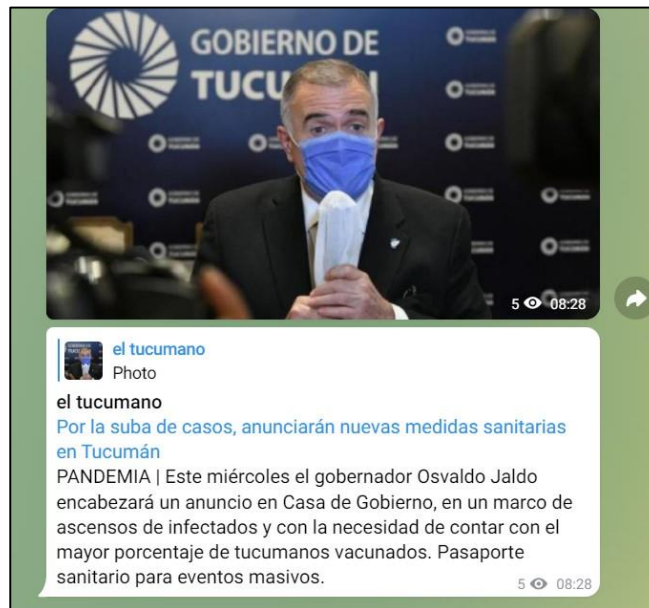 GOBIERNO DE
TUCUMÁN
5 08:28
el tucumano
Photo
el tucumano
Por la suba de casos, anunciarán nuevas medidas sanitarias
en Tucumán
PANDEMIA | Este miércoles el gobernador Osvaldo Jaldo
encabezará un anuncio en Casa de Gobierno, en un marco de
ascensos de infectados y con la necesidad de contar con el
mayor porcentaje de tucumanos vacunados. Pasaporte
sanitario para eventos masivos.
5 08:28